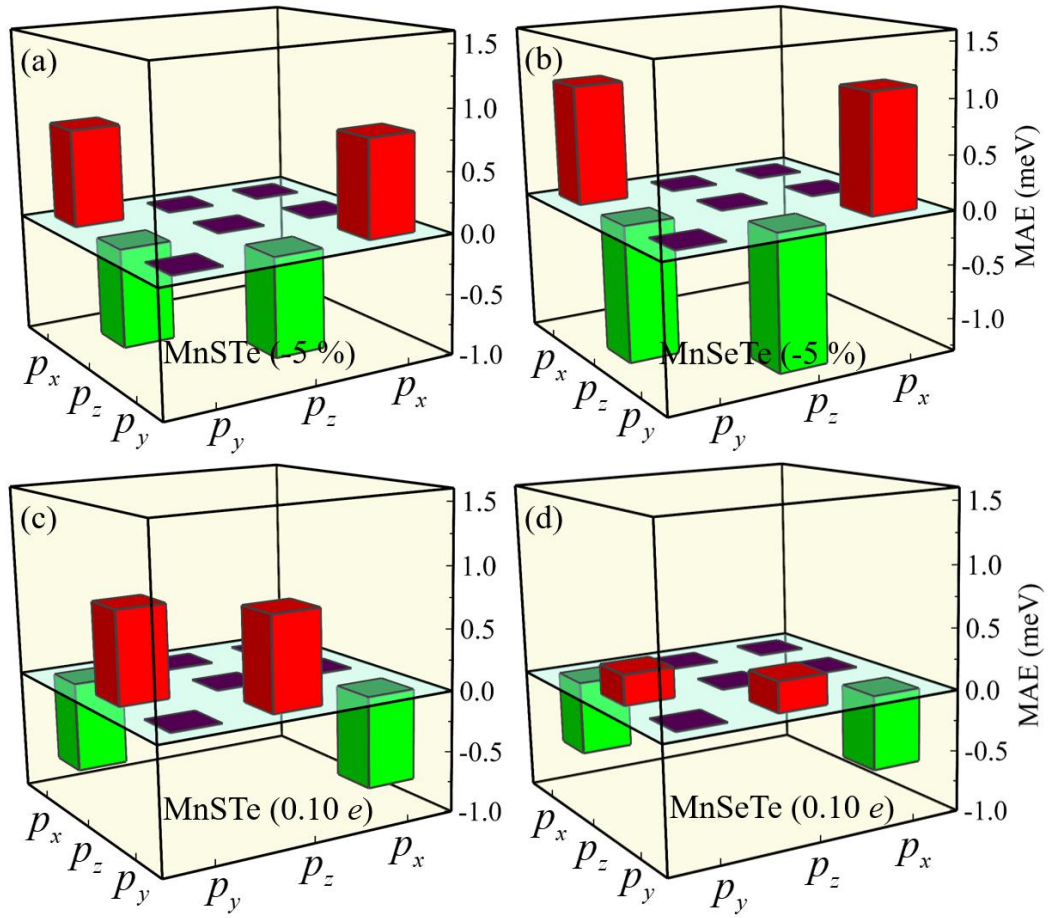 (a)
1.5
1.0
0.5
0.0
-0.5
-1.0
MnSTe (-5 %)
p_x
p_z
p_y
p_y
p_z
p_x
(b)
1.5
1.0
0.5
0.0
-0.5
-1.0
MAE (meV)
MnSeTe (-5 %)
p_x
p_z
p_y
p_y
p_z
p_x
(c)
1.5
1.0
0.5
0.0
-0.5
-1.0
MnSTe (0.10 e)
p_x
p_z
p_y
p_y
p_z
p_x
(d)
1.5
1.0
0.5
0.0
-0.5
-1.0
MAE (meV)
MnSeTe (0.10 e)
p_x
p_z
p_y
p_y
p_z
p_x